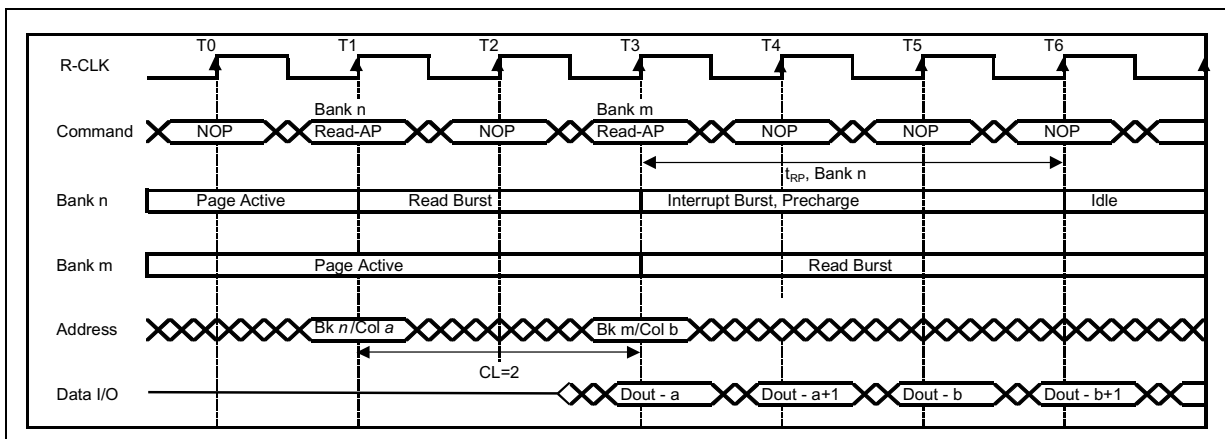 T0 T1 T2 T3 T4 T5 T6
R-CLK
Bank n Bank m
Command NOP Read-AP NOP Read-AP NOP NOP NOP
tRP, Bank n
Bank n Page Active Read Burst Interrupt Burst, Precharge Idle
Bank m Page Active Read Burst
Address Bk n/Col a Bk m/Col b
CL=2
Data I/O Dout - a Dout - a+1 Dout - b Dout - b+1